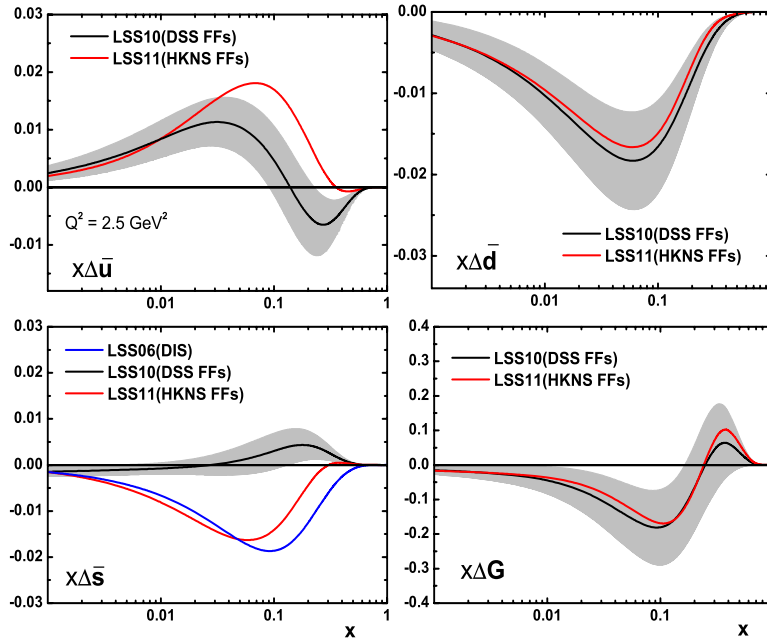 0.03
0.02
0.01
0.00
-0.01
LSS10(DSS FFs)
LSS11(HKNS FFs)
Q² = 2.5 GeV²
xΔū
0.01
0.1
1
0.00
-0.01
-0.02
-0.03
LSS10(DSS FFs)
LSS11(HKNS FFs)
xΔd̄
0.01
0.1
0.03
0.02
0.01
0.00
-0.01
-0.02
-0.03
LSS06(DIS)
LSS10(DSS FFs)
LSS11(HKNS FFs)
xΔs̄
0.01
0.1
1
x
0.4
0.3
0.2
0.1
0.0
-0.1
-0.2
-0.3
-0.4
LSS10(DSS FFs)
LSS11(HKNS FFs)
xΔG
0.01
0.1
x